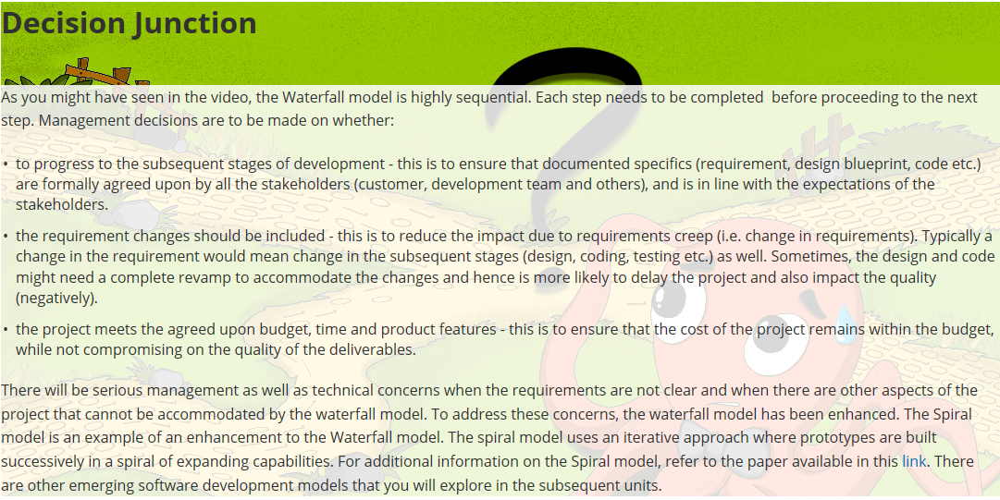 Decision Junction
As you might have seen in the video, the Waterfall model is highly sequential. Each step needs to be completed  before proceeding to the next
step. Management decisions are to be made on whether:
• to progress to the subsequent stages of development - this is to ensure that documented specifics (requirement, design blueprint, code etc.)
are formally agreed upon by all the stakeholders (customer, development team and others), and is in line with the expectations of the
stakeholders.
• the requirement changes should be included - this is to reduce the impact due to requirements creep (i.e. change in requirements). Typically a
change in the requirement would mean change in the subsequent stages (design, coding, testing etc.) as well. Sometimes, the design and code
might need a complete revamp to accommodate the changes and hence is more likely to delay the project and also impact the quality
(negatively).
• the project meets the agreed upon budget, time and product features - this is to ensure that the cost of the project remains within the budget,
while not compromising on the quality of the deliverables.
There will be serious management as well as technical concerns when the requirements are not clear and when there are other aspects of the
project that cannot be accommodated by the waterfall model. To address these concerns, the waterfall model has been enhanced. The Spiral
model is an example of an enhancement to the Waterfall model. The spiral model uses an iterative approach where prototypes are built
successively in a spiral of expanding capabilities. For additional information on the Spiral model, refer to the paper available in this link. There
are other emerging software development models that you will explore in the subsequent units.